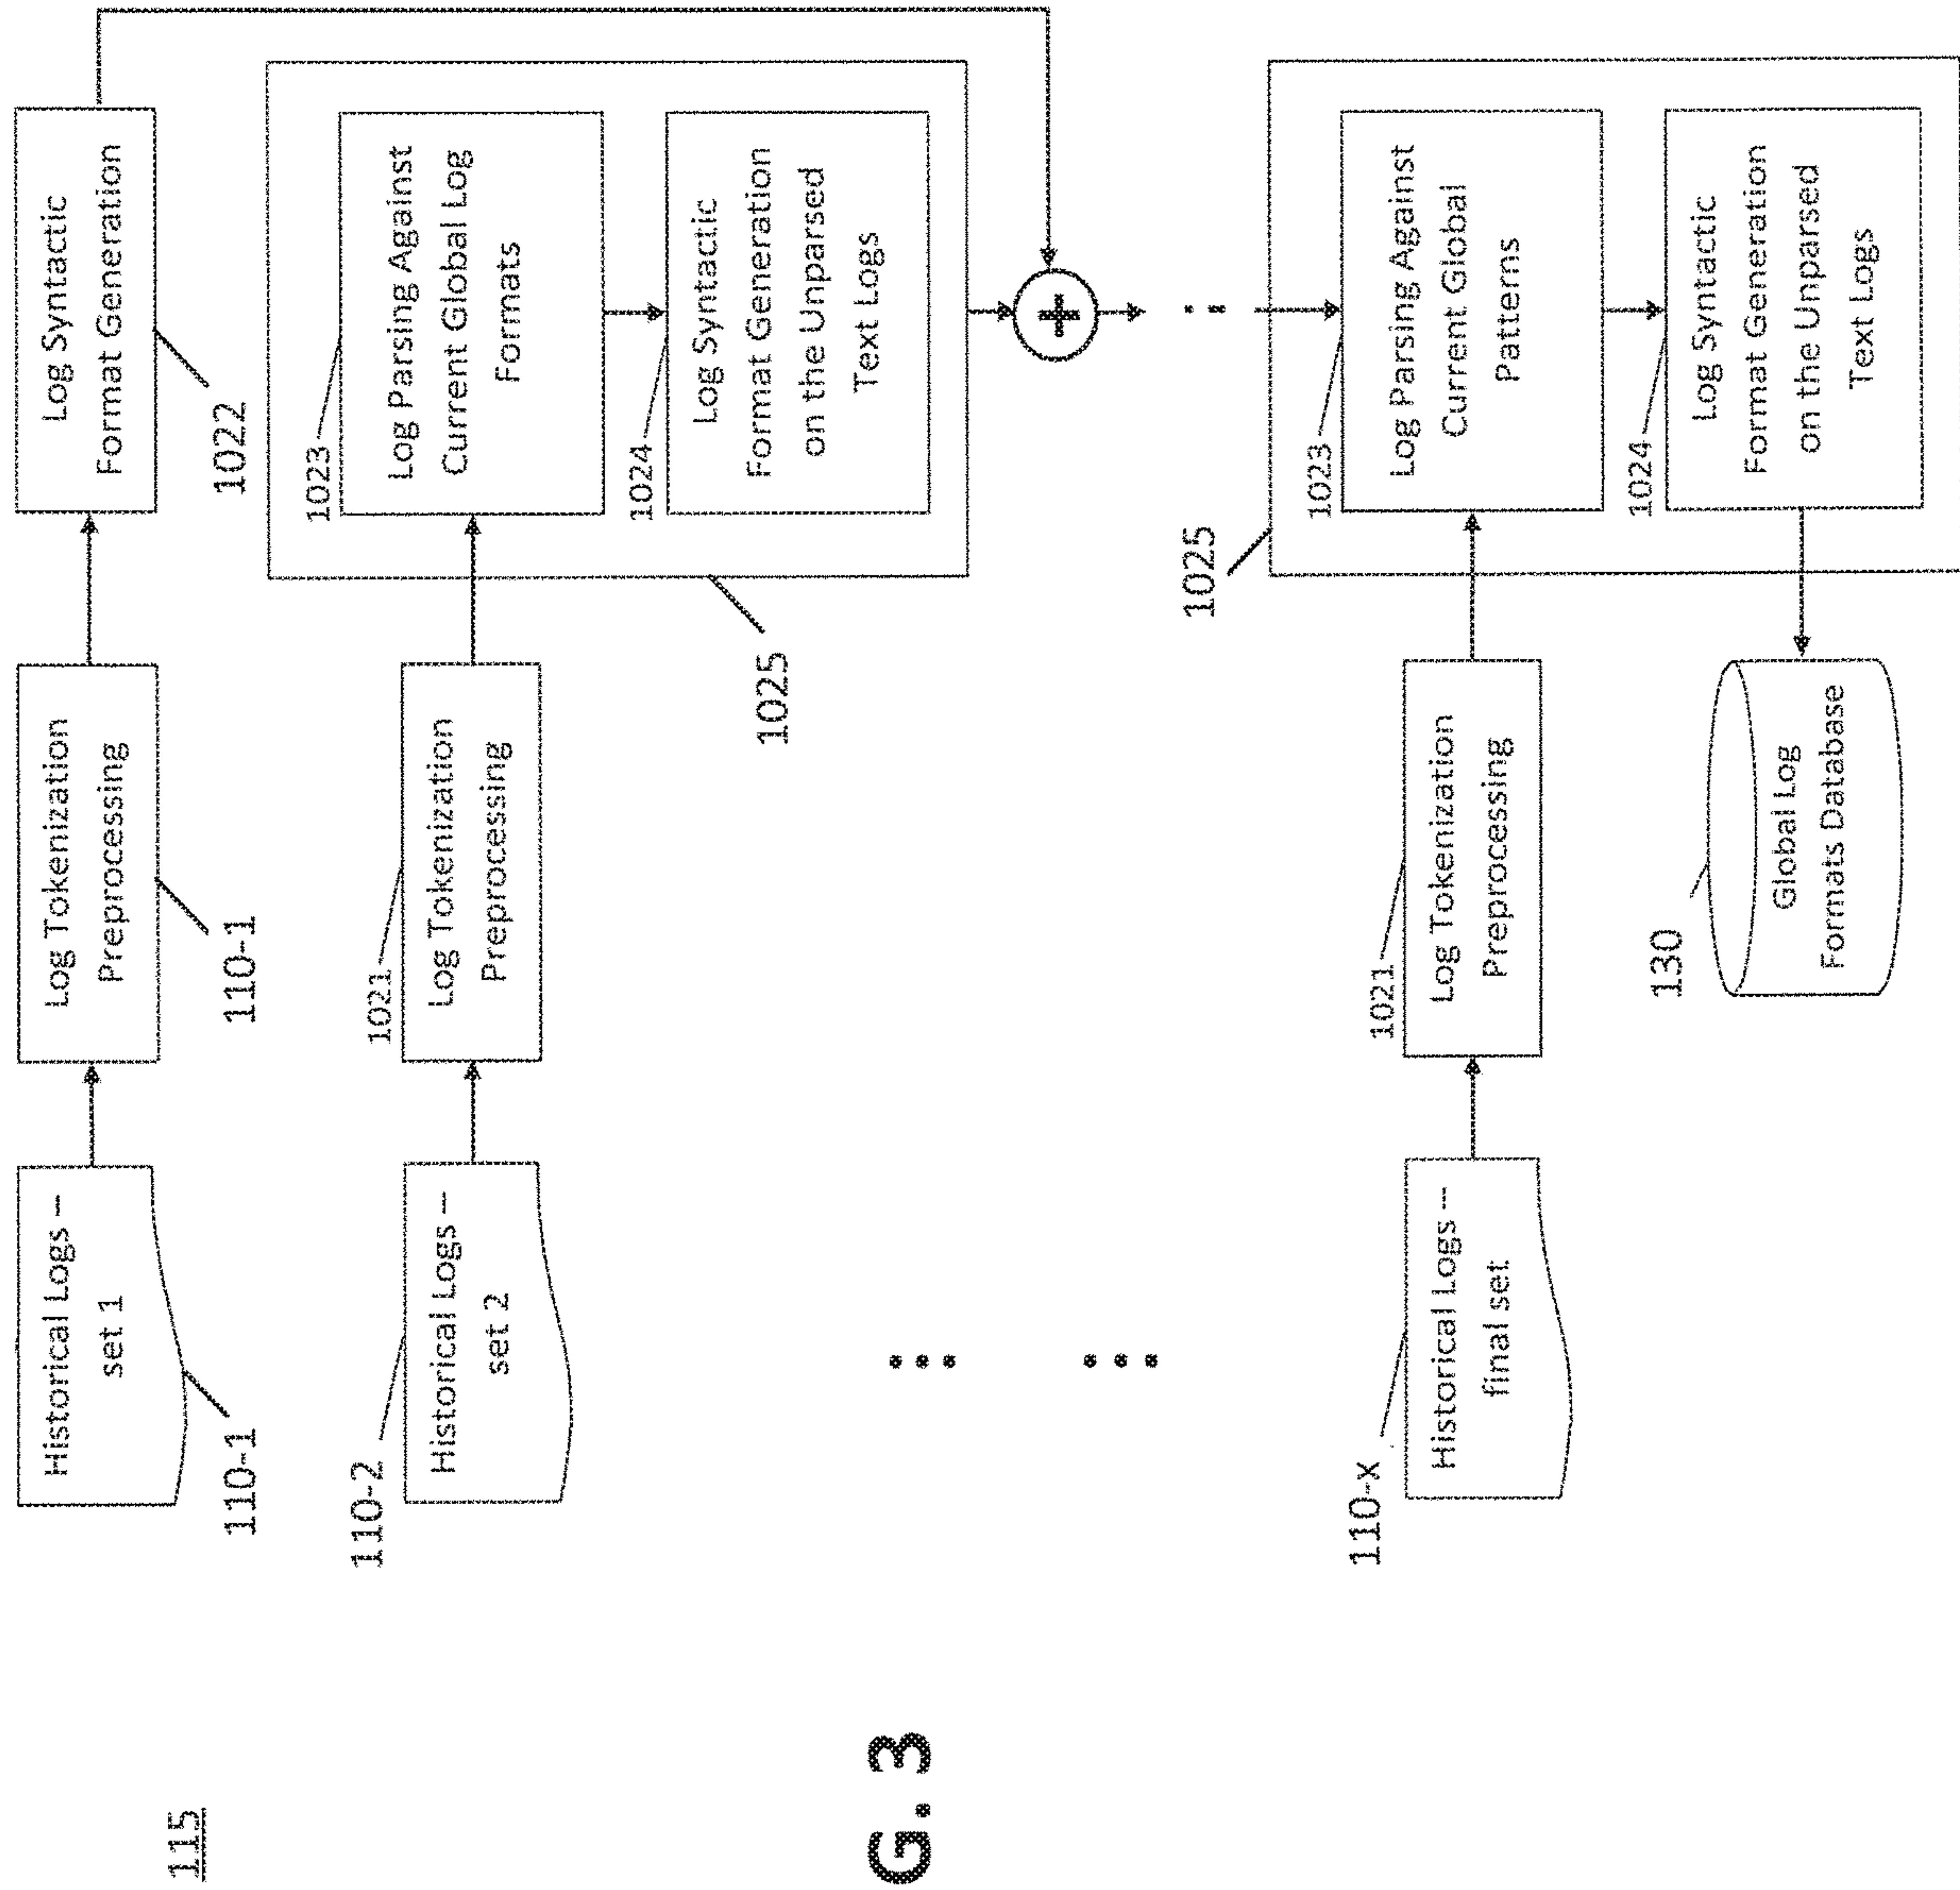 115
Historical Logs –
set 1
110-1
Log Tokenization
Preprocessing
110-1
Log Syntactic
Format Generation
1022
Historical Logs –
set 2
110-2
1021
Log Tokenization
Preprocessing
1025
1023
Log Parsing Against
Current Global Log
Formats
1024
Log Syntactic
Format Generation
on the Unparsed
Text Logs
+
110-x
Historical Logs –
final set
1021
Log Tokenization
Preprocessing
1025
1023
Log Parsing Against
Current Global
Patterns
1024
Log Syntactic
Format Generation
on the Unparsed
Text Logs
130
Global Log
Formats Database
G. 3